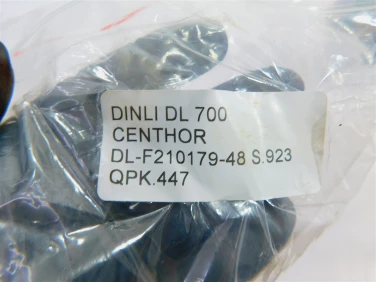 DINLI DL 700
CENTHOR
DL-F210179-48 S.923
QPK.447